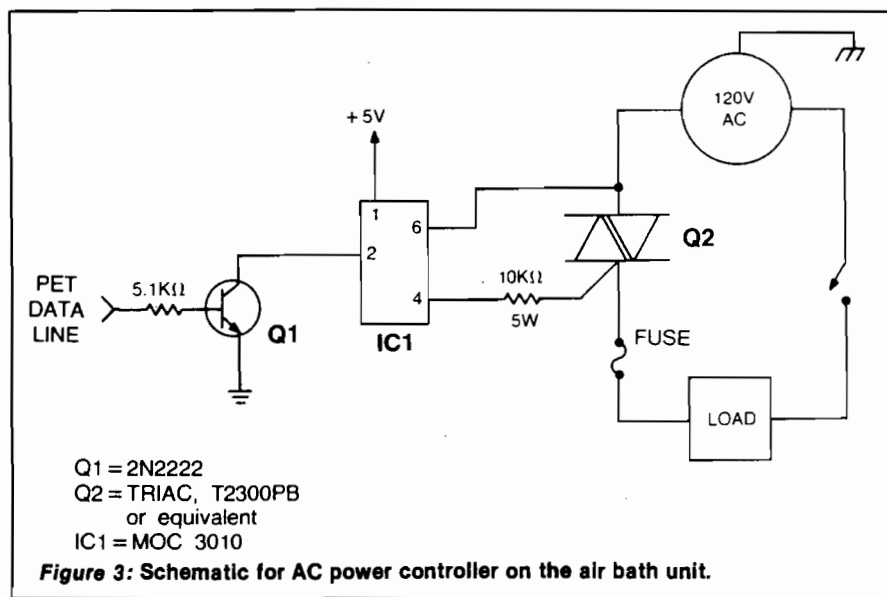 120V
AC
+5V
1
6
2
4
Q2
PET
DATA
LINE
5.1KΩ
Q1
IC1
10KΩ
5W
FUSE
LOAD
Q1 = 2N2222
Q2 = TRIAC, T2300PB
or equivalent
IC1 = MOC 3010
Figure 3: Schematic for AC power controller on the air bath unit.